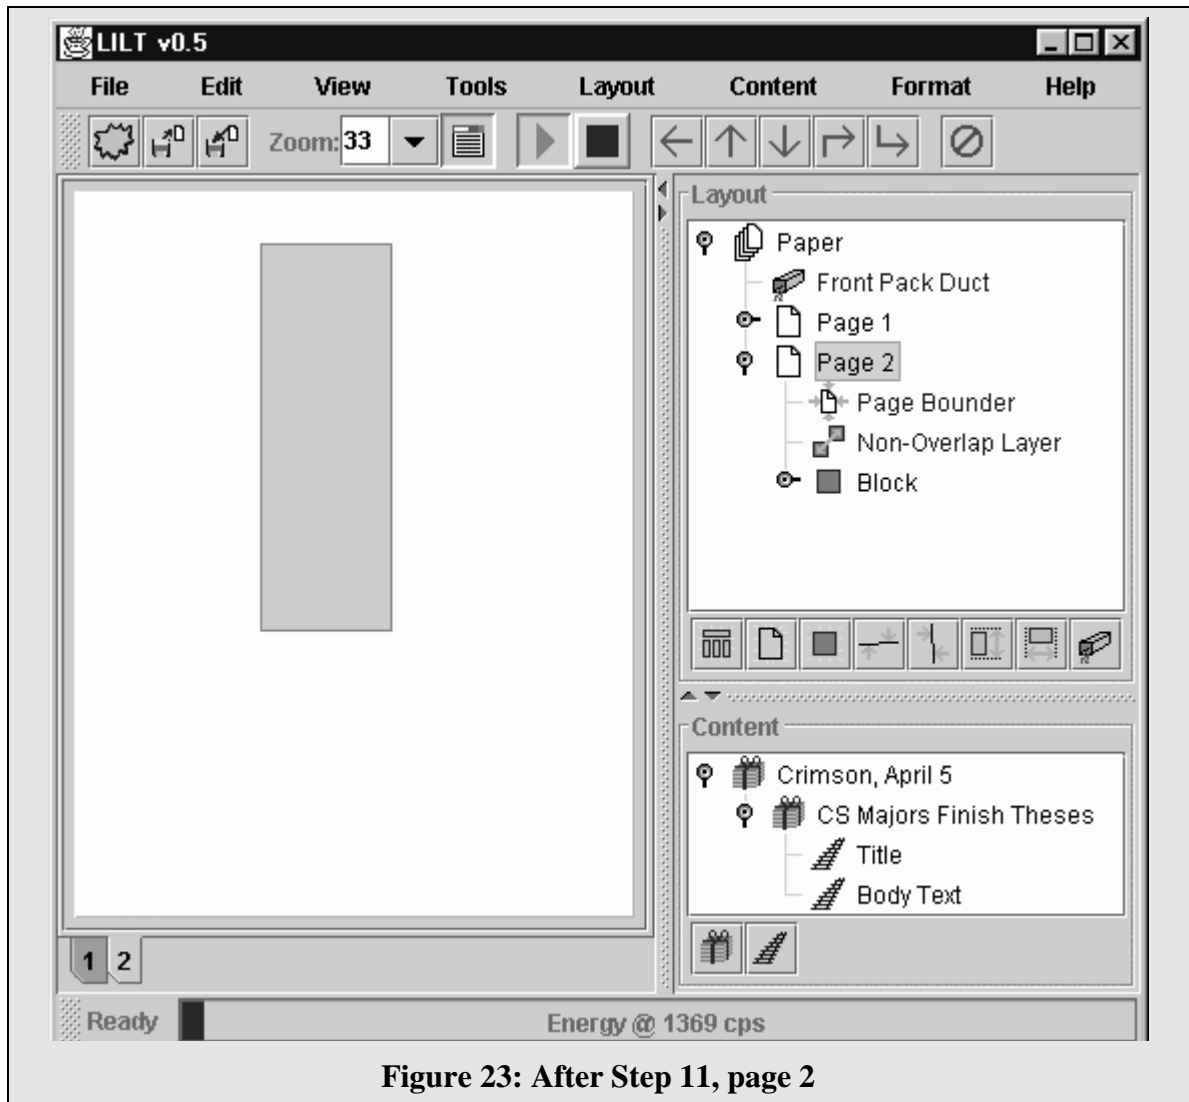 LILT v0.5
File Edit View Tools Layout Content Format Help
Zoom: 33
Layout
Paper
Front Pack Duct
Page 1
Page 2
Page Bounder
Non-Overlap Layer
Block
Content
Crimson, April 5
CS Majors Finish Theses
Title
Body Text
1 2
Ready Energy @ 1369 cps
Figure 23: After Step 11, page 2